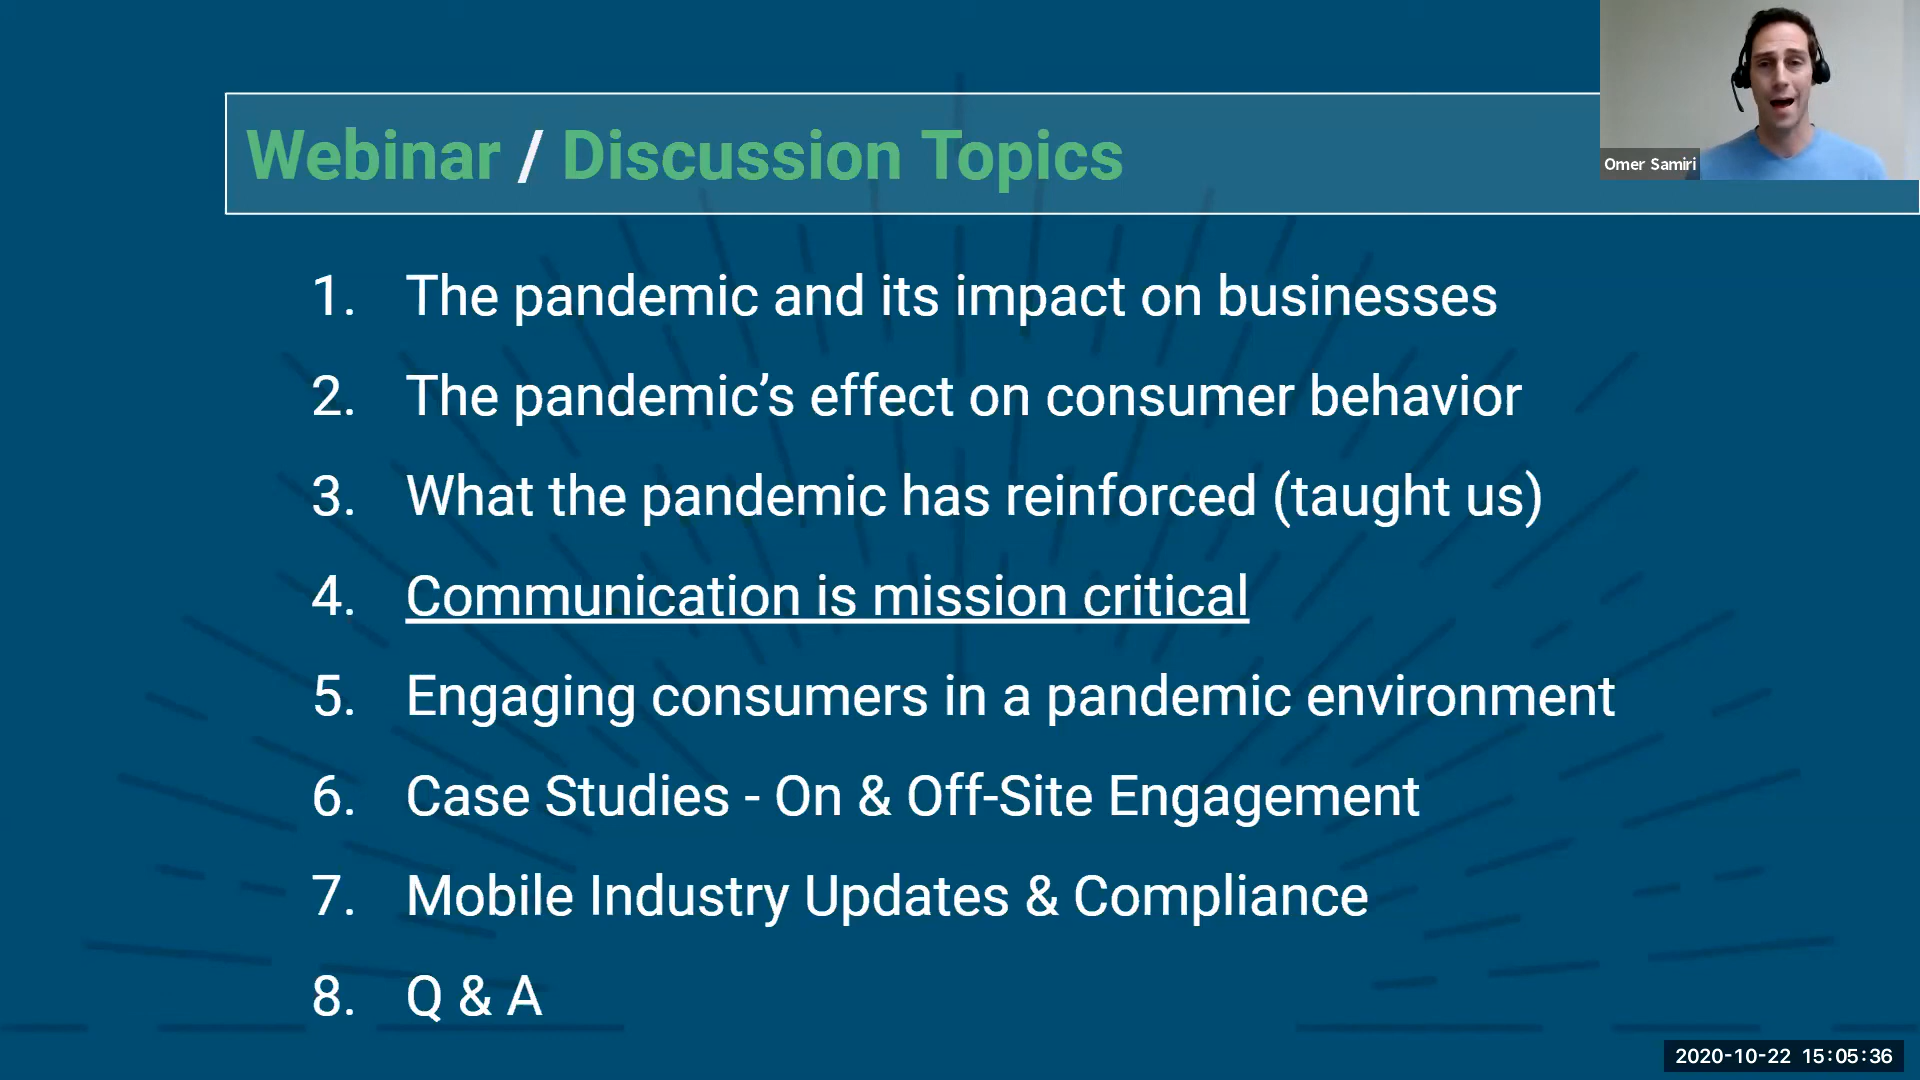 Webinar / Discussion Topics
Omer Samiri
1. The pandemic and its impact on businesses
2. The pandemic’s effect on consumer behavior
3. What the pandemic has reinforced (taught us)
4. Communication is mission critical
5. Engaging consumers in a pandemic environment
6. Case Studies - On & Off-Site Engagement
7. Mobile Industry Updates & Compliance
8. Q & A
2020-10-22 15:05:36